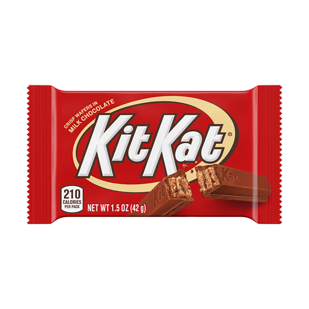 CRISP WAFERS IN
MILK CHOCOLATE
KitKat®
210
CALORIES
PER PACK
NET WT 1.5 OZ (42 g)